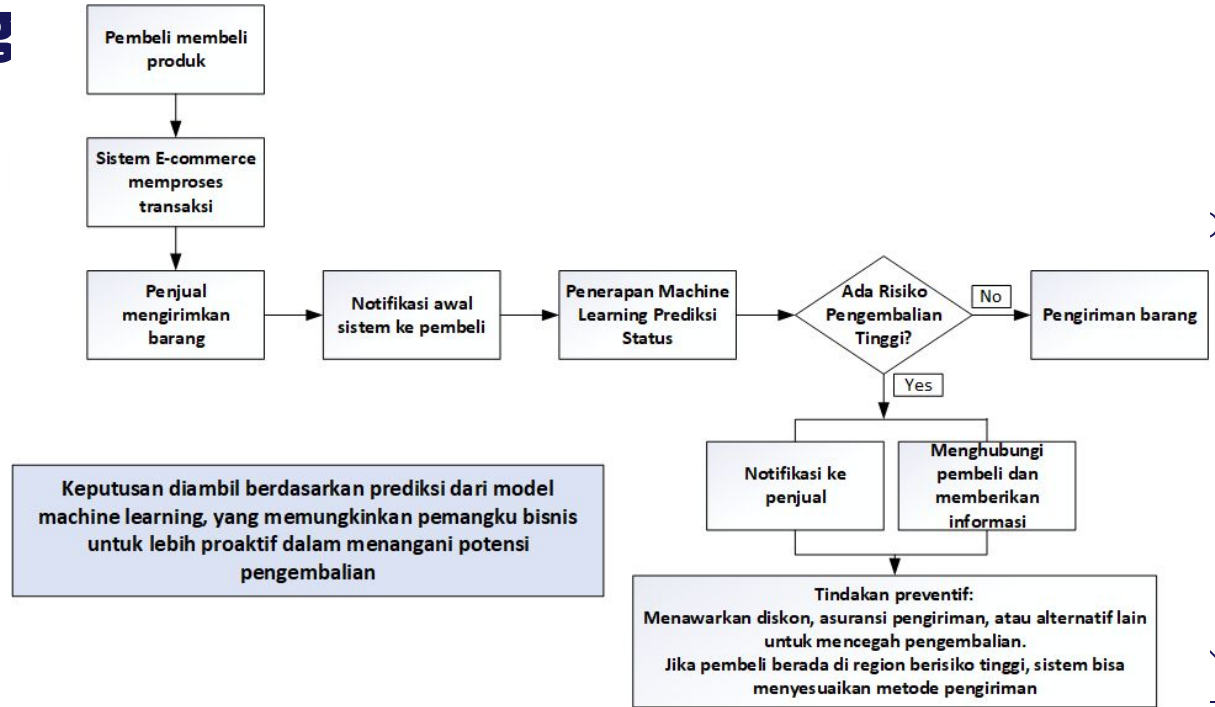 Pembeli membeli
produk
Sistem E-commerce
memproses
transaksi
Penjual
mengirimkan
barang
Notifikasi awal
sistem ke pembeli
Penerapan Machine
Learning Prediksi
Status
Ada Risiko
Pengembalian
Tinggi?
No
Pengiriman barang
Yes
Notifikasi ke
penjual
Menghubungi
pembeli dan
memberikan
informasi
Keputusan diambil berdasarkan prediksi dari model
machine learning, yang memungkinkan pemangku bisnis
untuk lebih proaktif dalam menangani potensi
pengembalian
Tindakan preventif:
Menawarkan diskon, asuransi pengiriman, atau alternatif lain
untuk mencegah pengembalian.
Jika pembeli berada di region berisiko tinggi, sistem bisa
menyesuaikan metode pengiriman